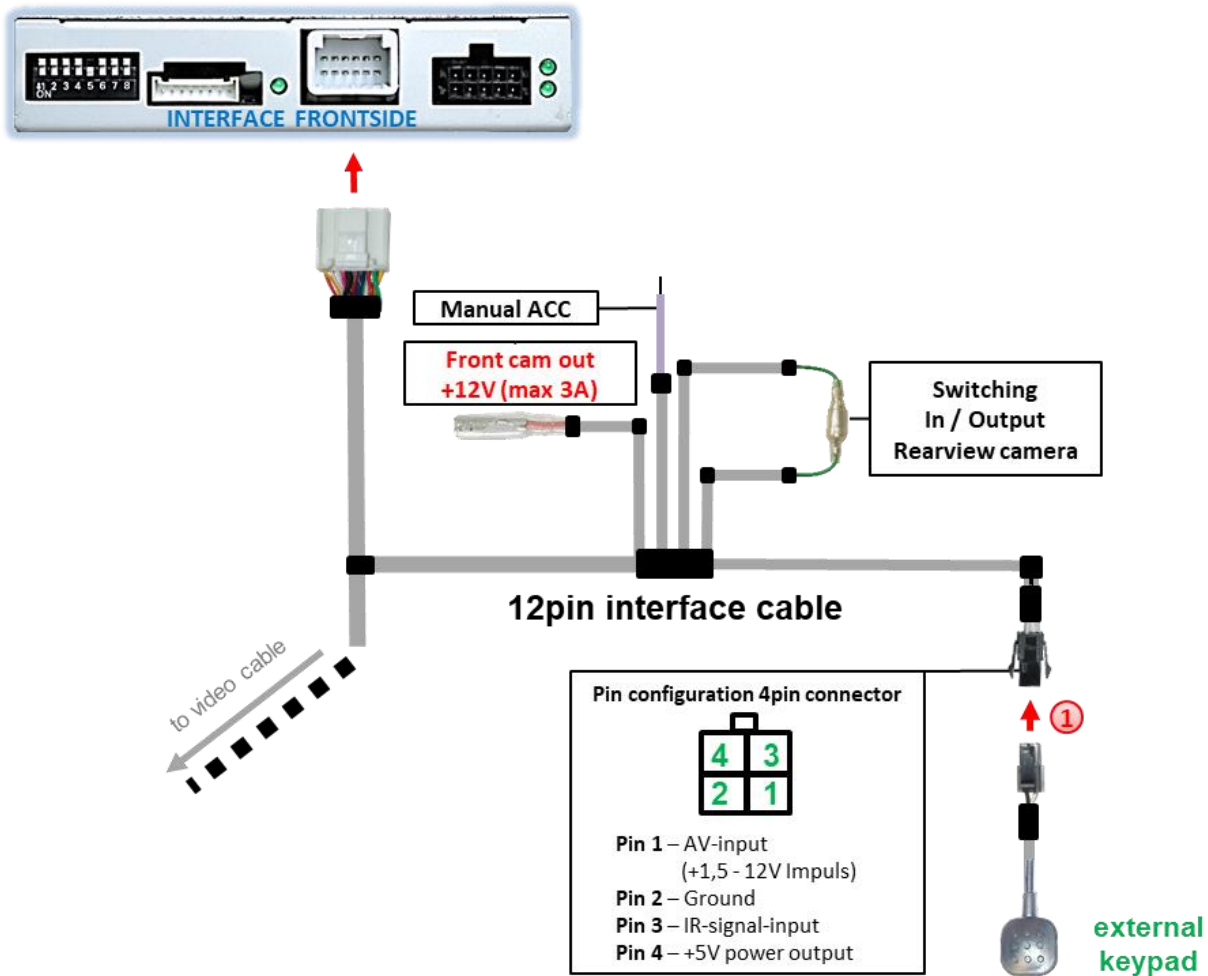 1 2 3 4 5 6 7 8
ON
INTERFACE FRONTSIDE
Manual ACC
Front cam out
+12V (max 3A)
Switching
In / Output
Rearview camera
12pin interface cable
to video cable
Pin configuration 4pin connector
4 3
2 1
Pin 1 – AV-input
(+1,5 - 12V Impuls)
Pin 2 – Ground
Pin 3 – IR-signal-input
Pin 4 – +5V power output
1
external
keypad